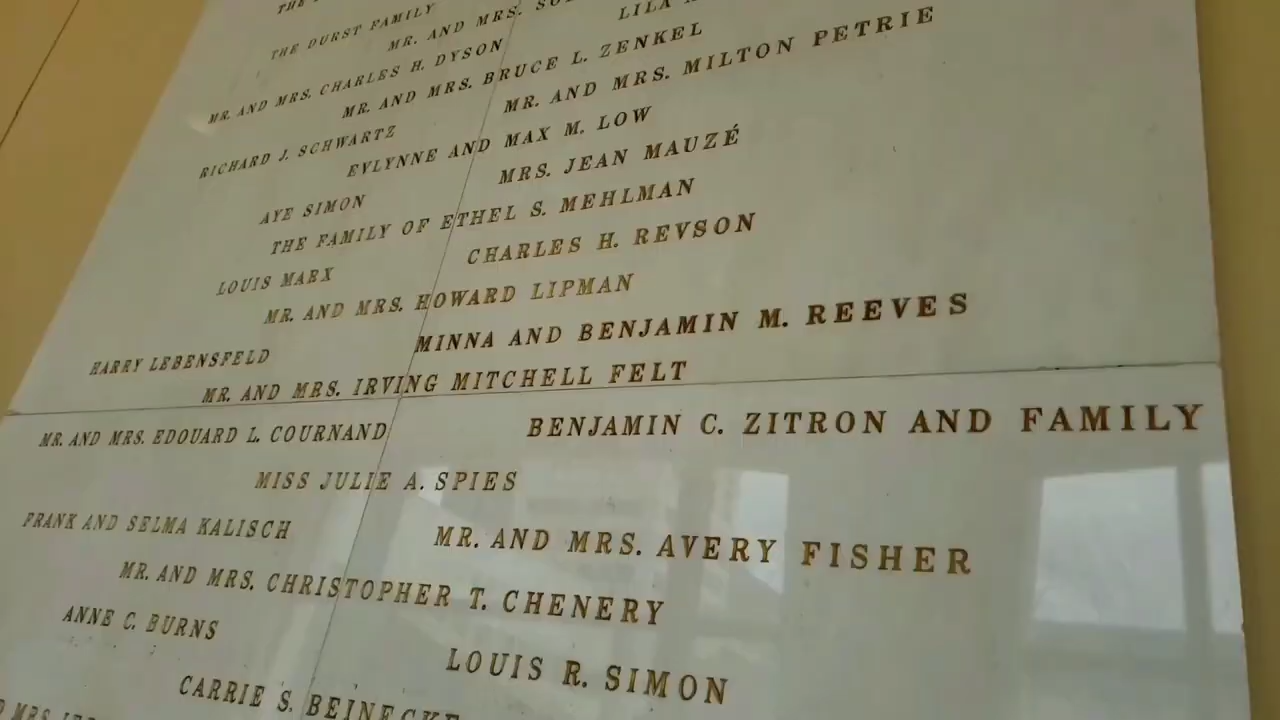 THE
THE DURST FAMILY
MR. AND MRS.
LILA
MR. AND MRS. CHARLES H. DYSON
MR. AND MRS. BRUCE L. ZENKEL
RICHARD J. SCHWARTZ
MR. AND MRS. MILTON PETRIE
EVLYNNE AND MAX M. LOW
AYE SIMON
MRS. JEAN MAUZÉ
THE FAMILY OF ETHEL S. MEHLMAN
LOUIS MARX
CHARLES H. REVSON
MR. AND MRS. HOWARD LIPMAN
HARRY LEBENSFELD
MINNA AND BENJAMIN M. REEVES
MR. AND MRS. IRVING MITCHELL FELT
MR. AND MRS. EDOUARD L. COURNAND
BENJAMIN C. ZITRON AND FAMILY
MISS JULIE A. SPIES
FRANK AND SELMA KALISCH
MR. AND MRS. AVERY FISHER
MR. AND MRS. CHRISTOPHER T. CHENERY
ANNE C. BURNS
LOUIS R. SIMON
CARRIE S. BEINECKE
MRS.